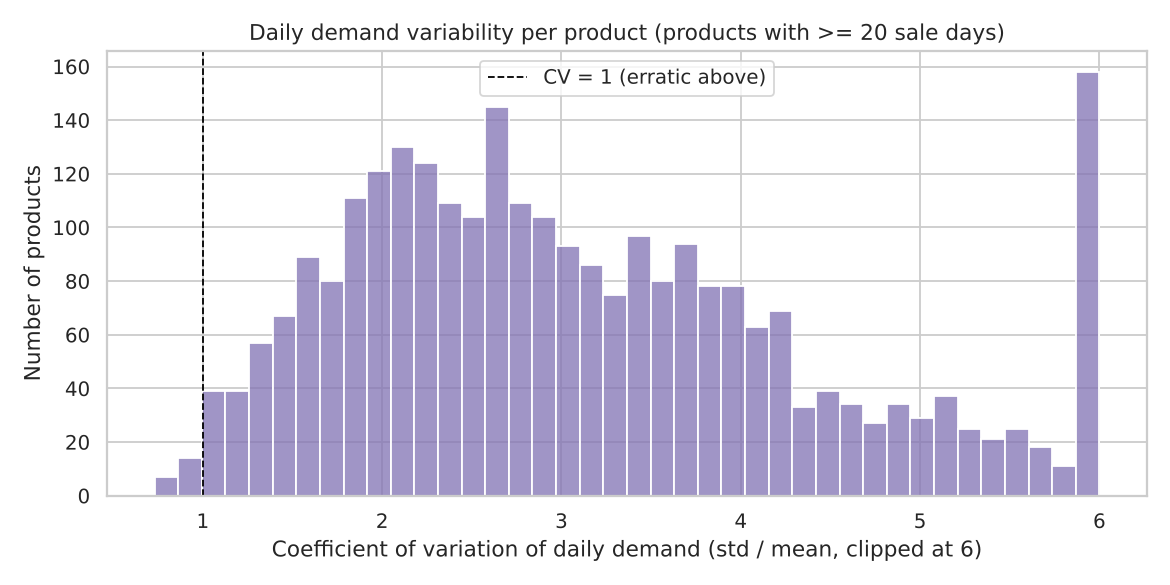 Daily demand variability per product (products with >= 20 sale days)
CV = 1 (erratic above)
Number of products
160
140
120
100
80
60
40
20
0
1 2 3 4 5 6
Coefficient of variation of daily demand (std / mean, clipped at 6)